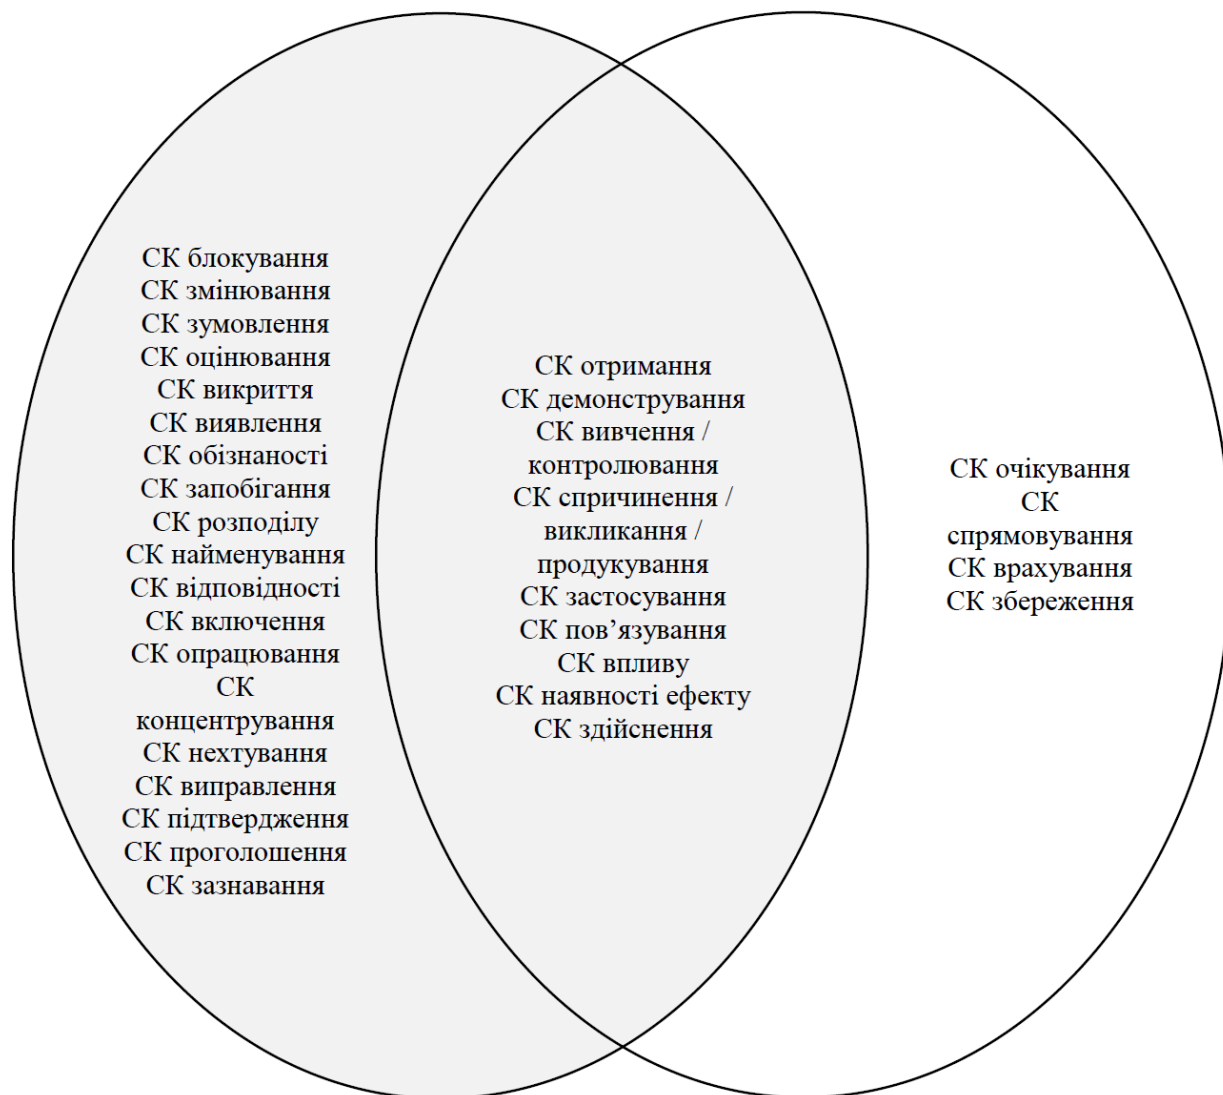 СК блокування
СК змінювання
СК зумовлення
СК оцінювання
СК викриття
СК виявлення
СК обізнаності
СК запобігання
СК розподілу
СК найменування
СК відповідності
СК включення
СК опрацювання
СК
концентрування
СК нехтування
СК виправлення
СК підтвердження
СК проголошення
СК зазнавання
СК отримання
СК демонстрування
СК вивчення /
контролювання
СК спричинення /
викликання /
продукування
СК застосування
СК пов’язування
СК впливу
СК наявності ефекту
СК здійснення
СК очікування
СК
спрямовування
СК врахування
СК збереження